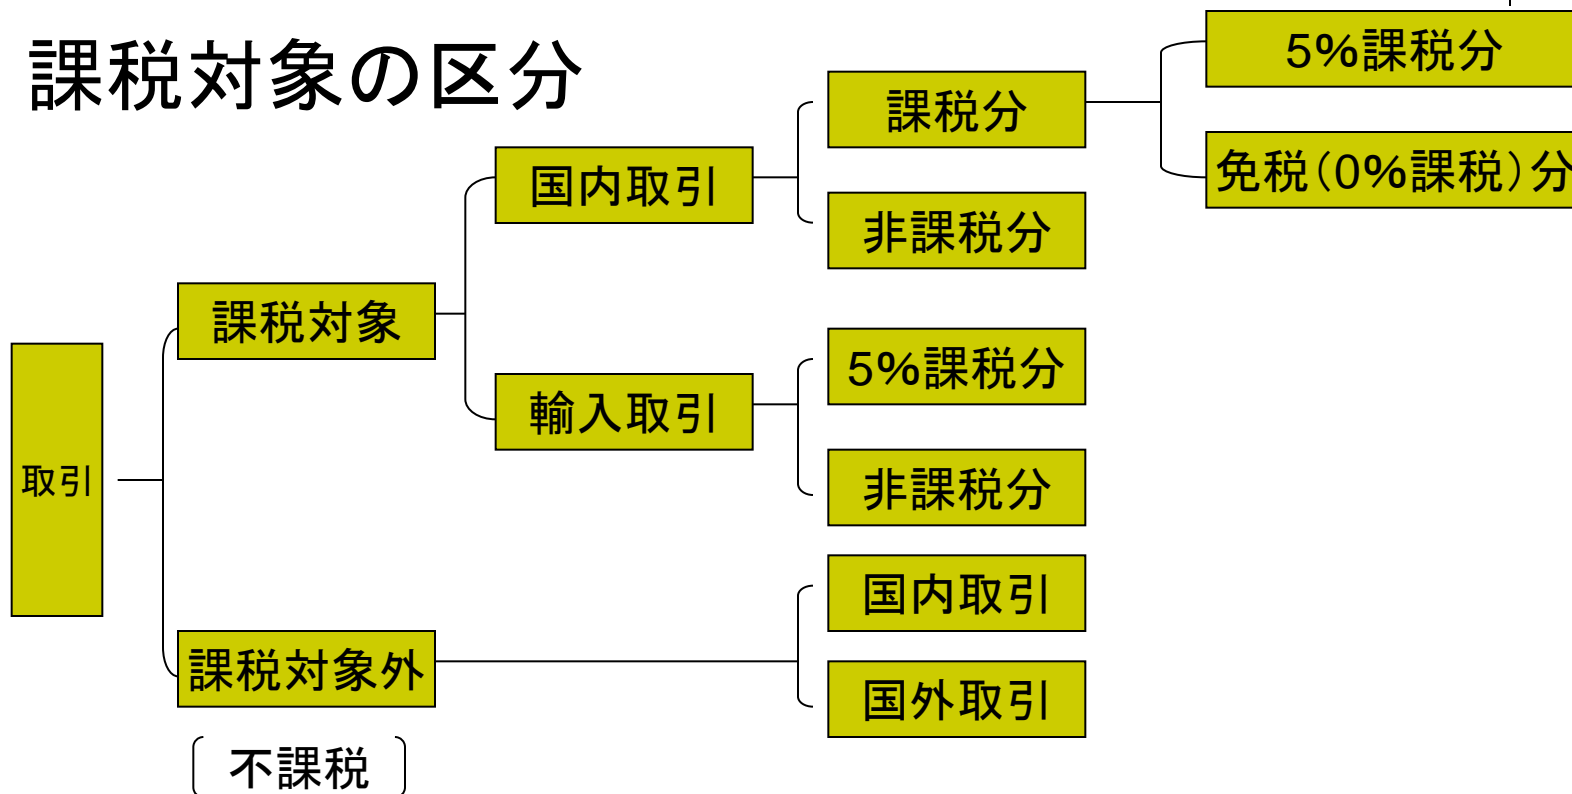 課税対象の区分
5%課税分
課税分
免税(0%課税)分
国内取引
非課税分
課税対象
5%課税分
輸入取引
取引
非課税分
国内取引
課税対象外
国外取引
不課税